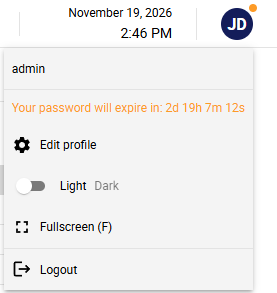 November 19, 2026
2:46 PM
JD
admin
Your password will expire in: 2d 19h 7m 12s
Edit profile
Light Dark
Fullscreen (F)
Logout